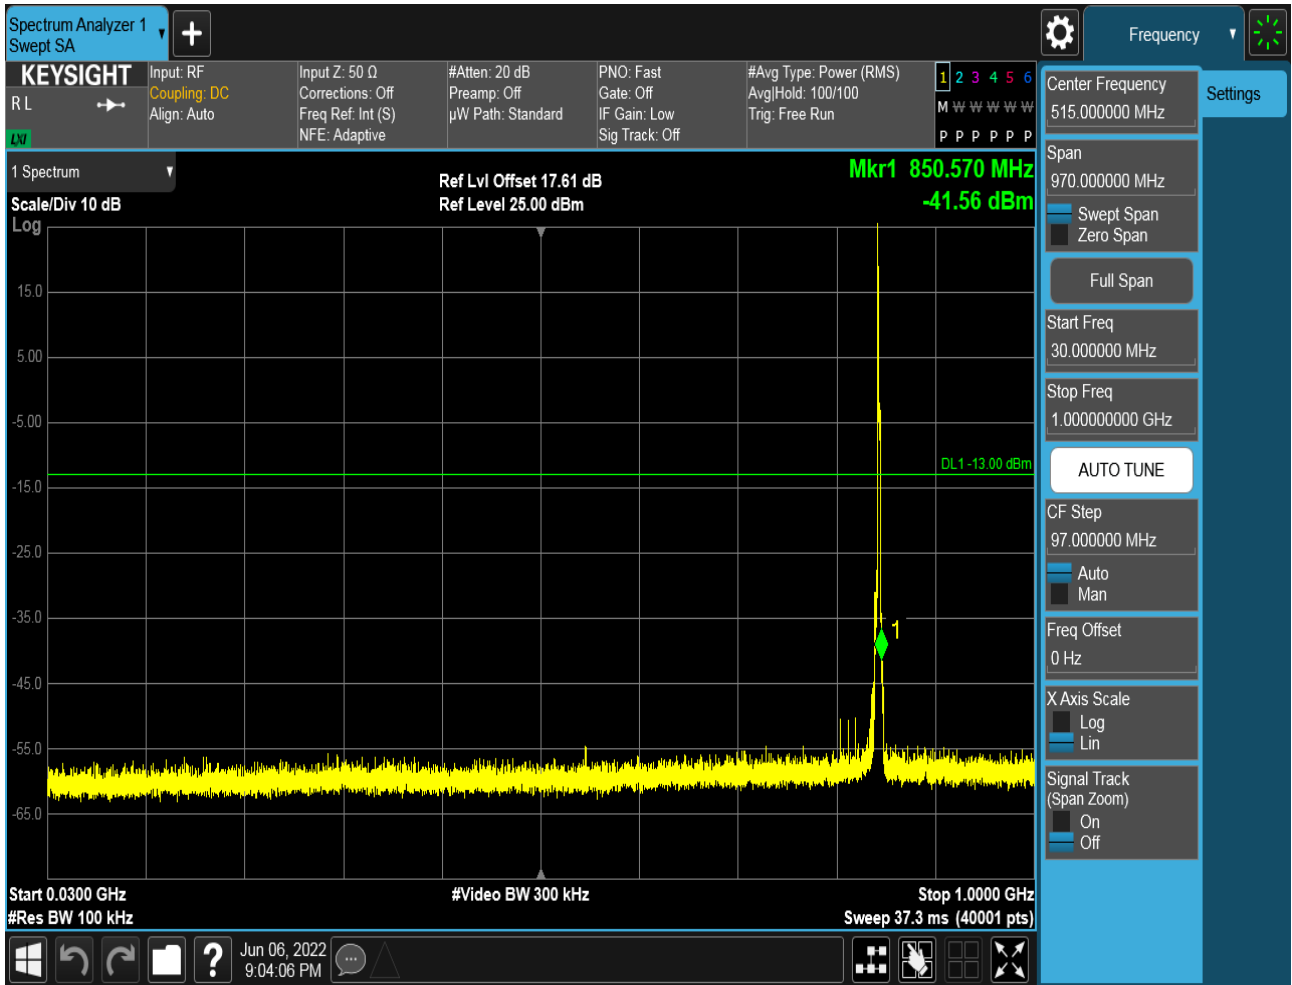 Spectrum Analyzer 1
Swept SA
Frequency
KEYSIGHT
R L
LXI
Input: RF
Coupling: DC
Align: Auto
Input Z: 50 Ω
Corrections: Off
Freq Ref: Int (S)
NFE: Adaptive
#Atten: 20 dB
Preamp: Off
µW Path: Standard
PNO: Fast
Gate: Off
IF Gain: Low
Sig Track: Off
#Avg Type: Power (RMS)
Avg|Hold: 100/100
Trig: Free Run
1 2 3 4 5 6
M W W W W W
P P P P P P
1 Spectrum
Scale/Div 10 dB
Log
Ref Lvl Offset 17.61 dB
Ref Level 25.00 dBm
Mkr1 850.570 MHz
-41.56 dBm
15.0
5.00
-5.00
DL1 -13.00 dBm
-15.0
-25.0
-35.0
1
-45.0
-55.0
-65.0
Start 0.0300 GHz
#Video BW 300 kHz
Stop 1.0000 GHz
#Res BW 100 kHz
Sweep 37.3 ms (40001 pts)
?
Jun 06, 2022
9:04:06 PM
Center Frequency
515.000000 MHz
Settings
Span
970.000000 MHz
Swept Span
Zero Span
Full Span
Start Freq
30.000000 MHz
Stop Freq
1.000000000 GHz
AUTO TUNE
CF Step
97.000000 MHz
Auto
Man
Freq Offset
0 Hz
X Axis Scale
Log
Lin
Signal Track
(Span Zoom)
On
Off